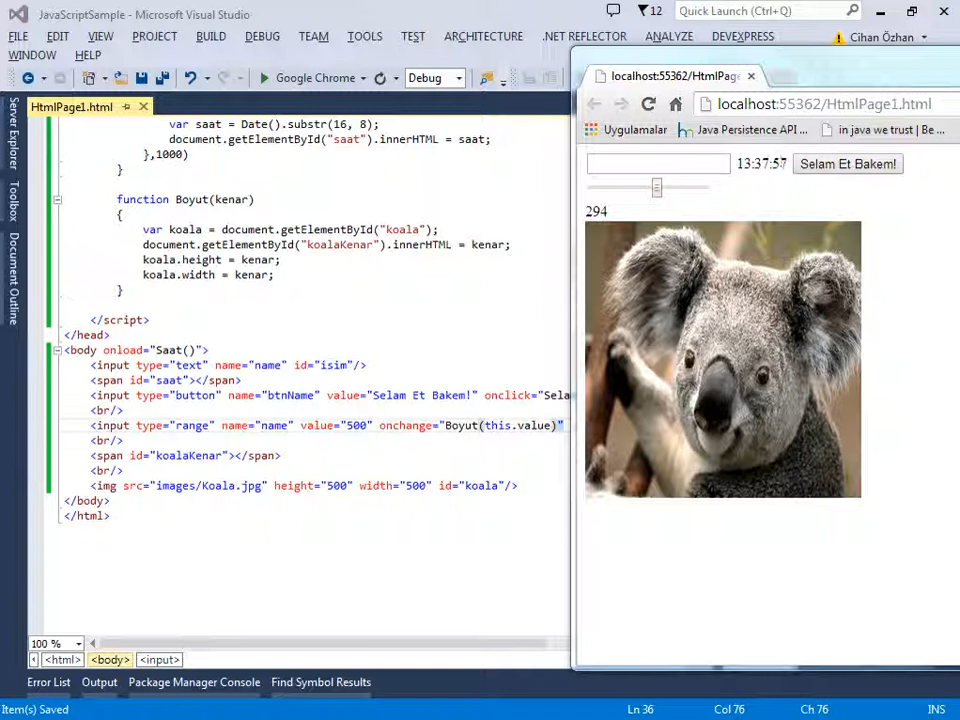 JavaScriptSample - Microsoft Visual Studio
12
Quick Launch (Ctrl+Q)
FILE EDIT VIEW PROJECT BUILD DEBUG TEAM TOOLS TEST ARCHITECTURE .NET REFLECTOR ANALYZE DEVEXPRESS
Cihan Özhan
WINDOW HELP
Google Chrome
Debug
HtmlPage1.html
Server Explorer
Toolbox
Document Outline
var saat = Date().substr(16, 8);
document.getElementById("saat").innerHTML = saat;
},1000)
}
function Boyut(kenar)
{
var koala = document.getElementById("koala");
document.getElementById("koalaKenar").innerHTML = kenar;
koala.height = kenar;
koala.width = kenar;
}
</script>
</head>
<body onload="Saat()">
<input type="text" name="name" id="isim"/>
<span id="saat"></span>
<input type="button" name="btnName" value="Selam Et Bakem!" onclick="Sela
<br/>
<input type="range" name="name" value="500" onchange="Boyut(this.value)"
<br/>
<span id="koalaKenar"></span>
<br/>
<img src="images/Koala.jpg" height="500" width="500" id="koala"/>
</body>
</html>
100 %
<html> <body> <input>
Error List Output Package Manager Console Find Symbol Results
Item(s) Saved
Ln 36 Col 76 Ch 76 INS
localhost:55362/HtmlPage
localhost:55362/HtmlPage1.html
Uygulamalar Java Persistence API ... in java we trust | Be ...
13:37:57 Selam Et Bakem!
294